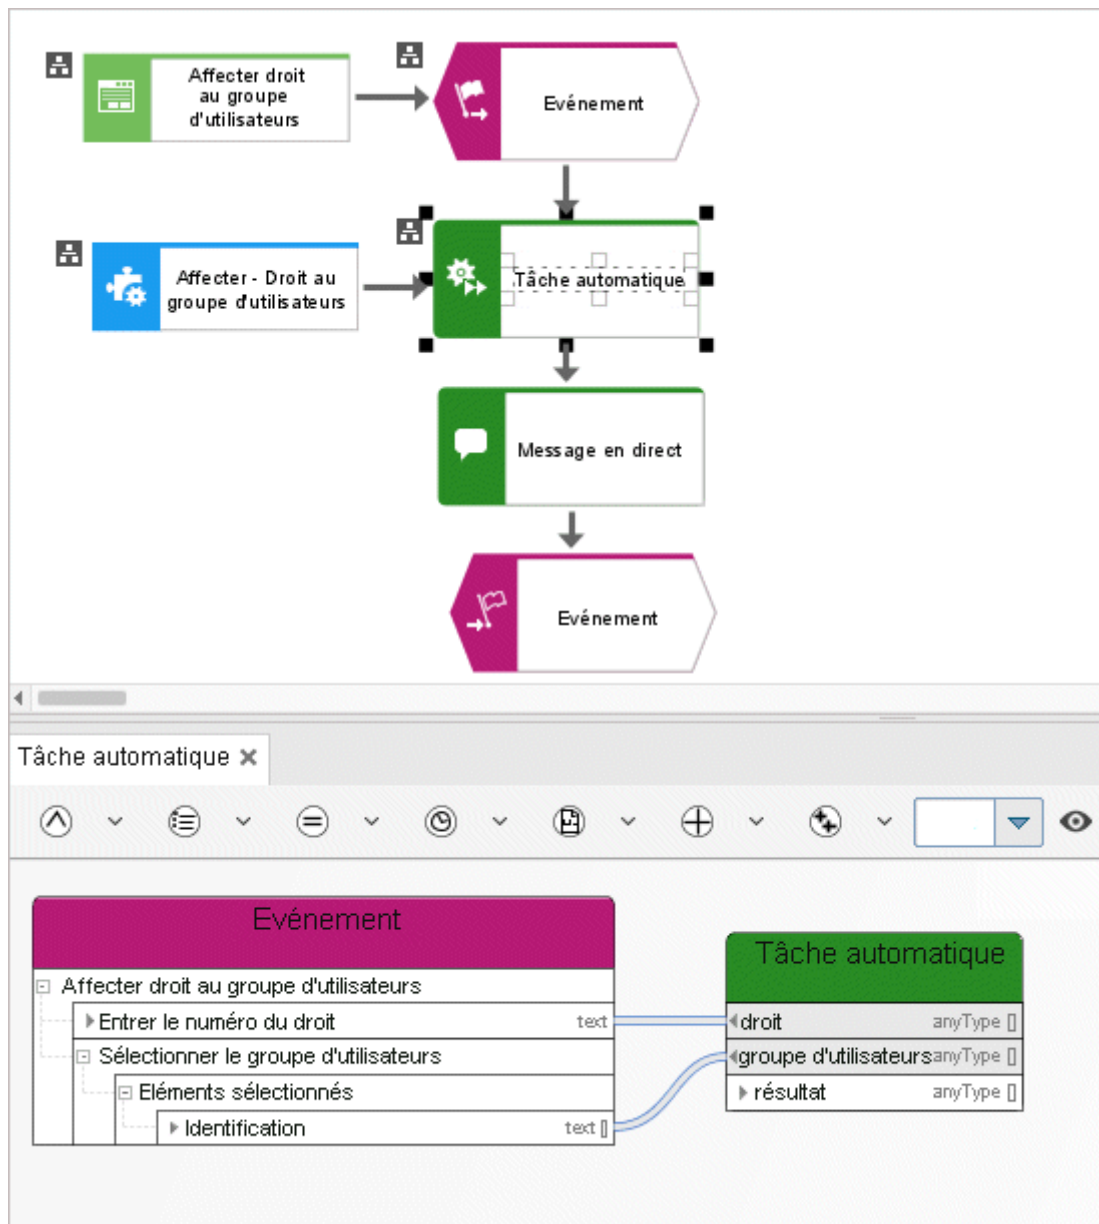 Affecter droit
au groupe
d'utilisateurs
Evénement
Affecter - Droit au
groupe d'utilisateurs
Tâche automatique
Message en direct
Evénement
Tâche automatique
Evénement
Affecter droit au groupe d'utilisateurs
Entrer le numéro du droit text
Sélectionner le groupe d'utilisateurs
Eléments sélectionnés
Identification text []
Tâche automatique
droit anyType []
groupe d'utilisateurs anyType []
résultat anyType []